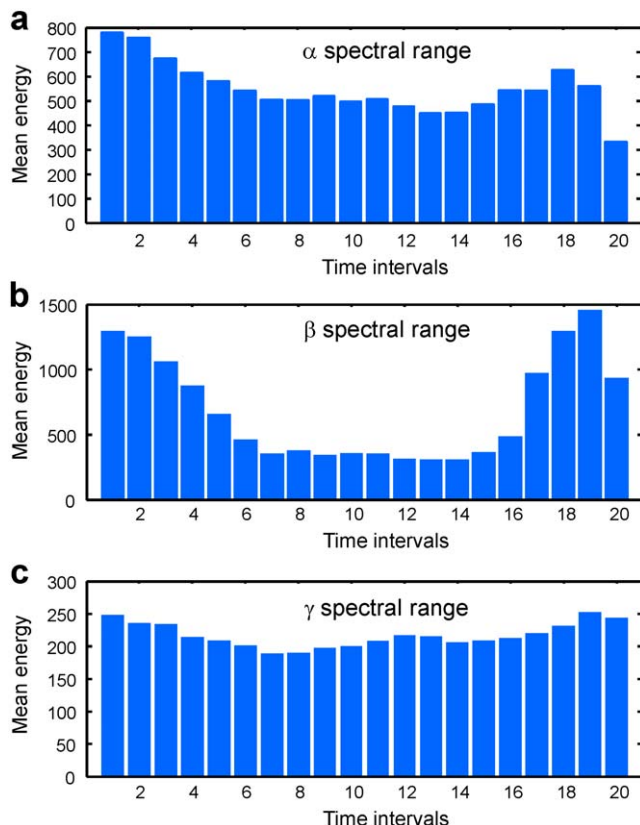 a
α spectral range
Mean energy
800
700
600
500
400
300
200
100
0
2 4 6 8 10 12 14 16 18 20
Time intervals
b
β spectral range
Mean energy
1500
1000
500
0
2 4 6 8 10 12 14 16 18 20
Time intervals
c
γ spectral range
Mean energy
300
250
200
150
100
50
0
2 4 6 8 10 12 14 16 18 20
Time intervals